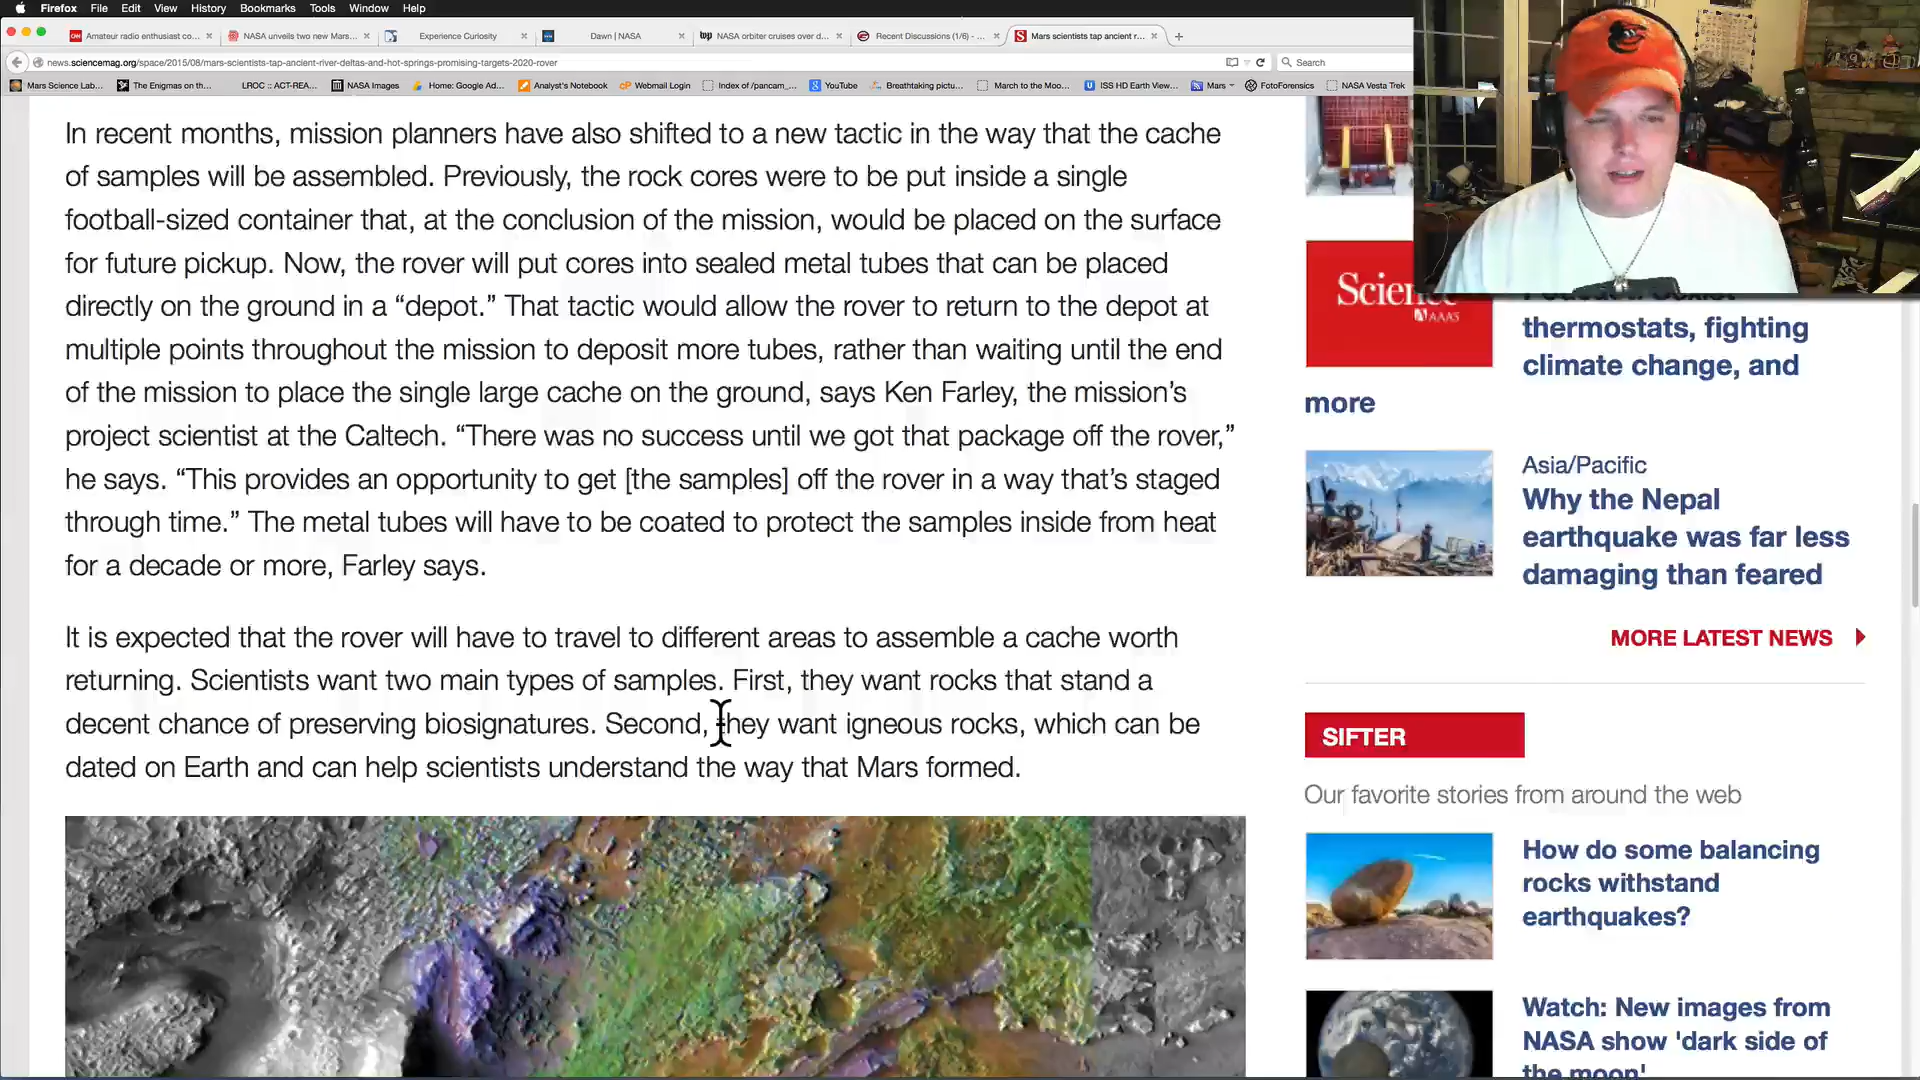 Firefox File Edit View History Bookmarks Tools Window Help
Amateur radio enthusiast co...
NASA unveils two new Mars...
Experience Curiosity
Dawn | NASA
NASA orbiter cruises over d...
Recent Discussions (1/6) - ...
Mars scientists tap ancient r...
news.sciencemag.org/space/2015/08/mars-scientists-tap-ancient-river-deltas-and-hot-springs-promising-targets-2020-rover
Search
Mars Science Lab...
The Enigmas on th...
LROC :: ACT-REA...
NASA Images
Home: Google Ad...
Analyst's Notebook
Webmail Login
Index of /pancam_...
YouTube
Breathtaking pictu...
March to the Moo...
ISS HD Earth View...
Mars
FotoForensics
NASA Vesta Trek
In recent months, mission planners have also shifted to a new tactic in the way that the cache
of samples will be assembled. Previously, the rock cores were to be put inside a single
football-sized container that, at the conclusion of the mission, would be placed on the surface
for future pickup. Now, the rover will put cores into sealed metal tubes that can be placed
directly on the ground in a “depot.” That tactic would allow the rover to return to the depot at
multiple points throughout the mission to deposit more tubes, rather than waiting until the end
of the mission to place the single large cache on the ground, says Ken Farley, the mission’s
project scientist at the Caltech. “There was no success until we got that package off the rover,”
he says. “This provides an opportunity to get [the samples] off the rover in a way that’s staged
through time.” The metal tubes will have to be coated to protect the samples inside from heat
for a decade or more, Farley says.
It is expected that the rover will have to travel to different areas to assemble a cache worth
returning. Scientists want two main types of samples. First, they want rocks that stand a
decent chance of preserving biosignatures. Second, they want igneous rocks, which can be
dated on Earth and can help scientists understand the way that Mars formed.
AAAS
thermostats, fighting
climate change, and
more
Asia/Pacific
Why the Nepal
earthquake was far less
damaging than feared
MORE LATEST NEWS
SIFTER
Our favorite stories from around the web
How do some balancing
rocks withstand
earthquakes?
Watch: New images from
NASA show 'dark side of
the moon'